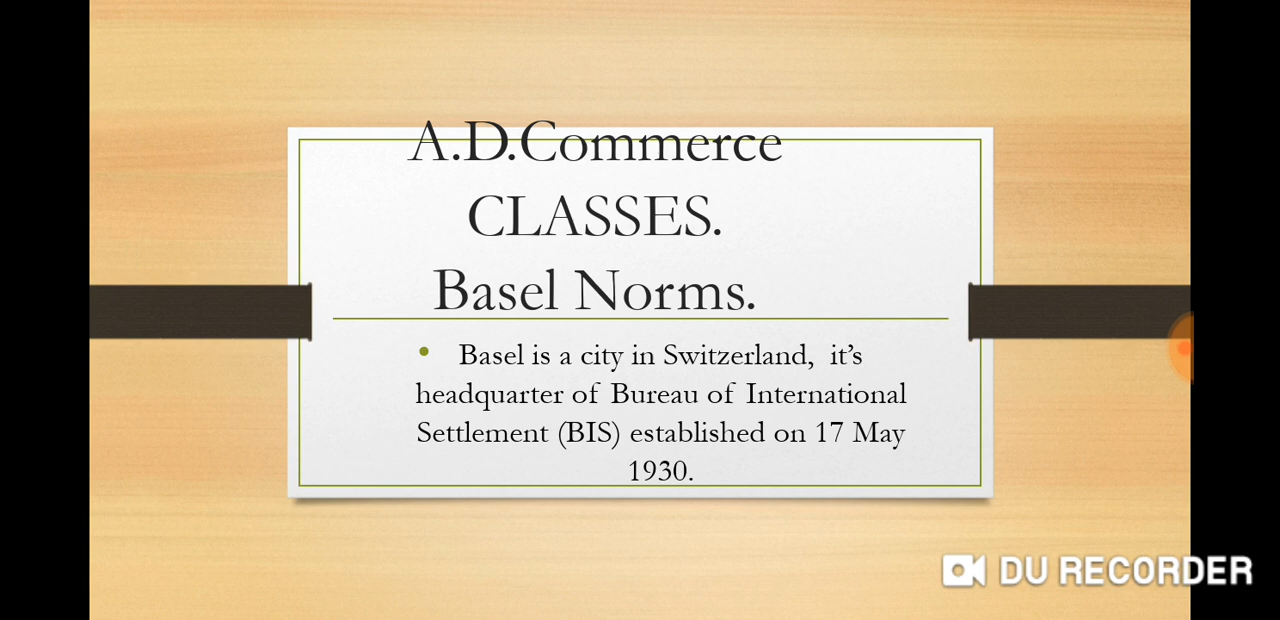 A.D.Commerce
CLASSES.
Basel Norms.
• Basel is a city in Switzerland, it’s
headquarter of Bureau of International
Settlement (BIS) established on 17 May
1930.
DU RECORDER